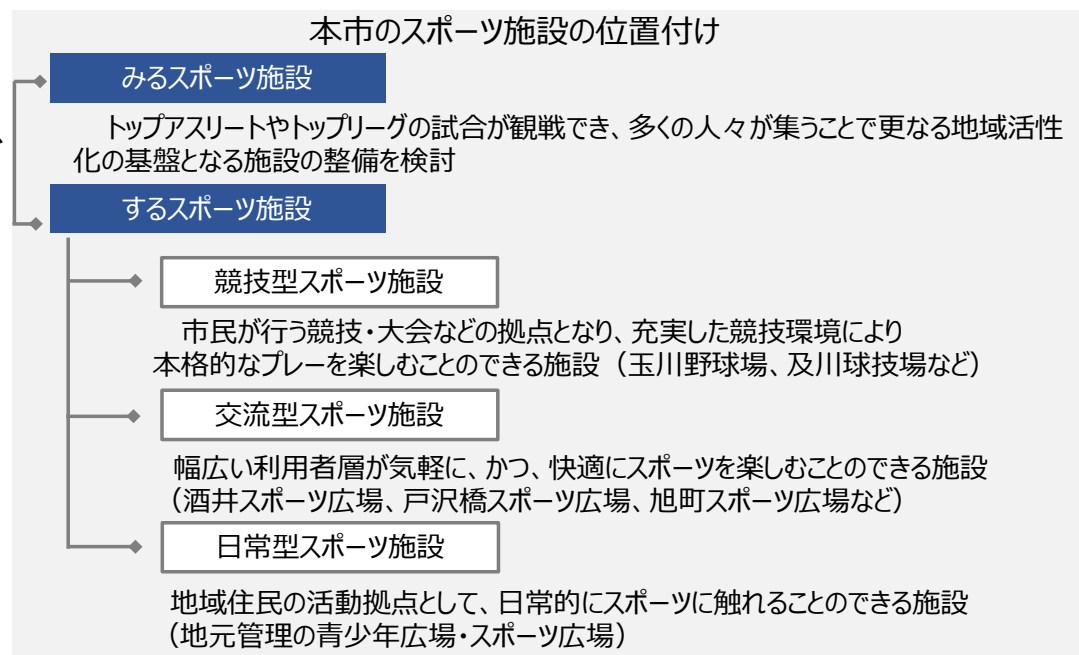 本市のスポーツ施設の位置付け
みるスポーツ施設
トップアスリートやトップリーグの試合が観戦でき、多くの人々が集うことで更なる地域活性
化の基盤となる施設の整備を検討
するスポーツ施設
競技型スポーツ施設
市民が行う競技・大会などの拠点となり、充実した競技環境により
本格的なプレーを楽しむことのできる施設（玉川野球場、及川球技場など）
交流型スポーツ施設
幅広い利用者層が気軽に、かつ、快適にスポーツを楽しむことのできる施設
（酒井スポーツ広場、戸沢橋スポーツ広場、旭町スポーツ広場など）
日常型スポーツ施設
地域住民の活動拠点として、日常的にスポーツに触れることのできる施設
（地元管理の青少年広場・スポーツ広場）